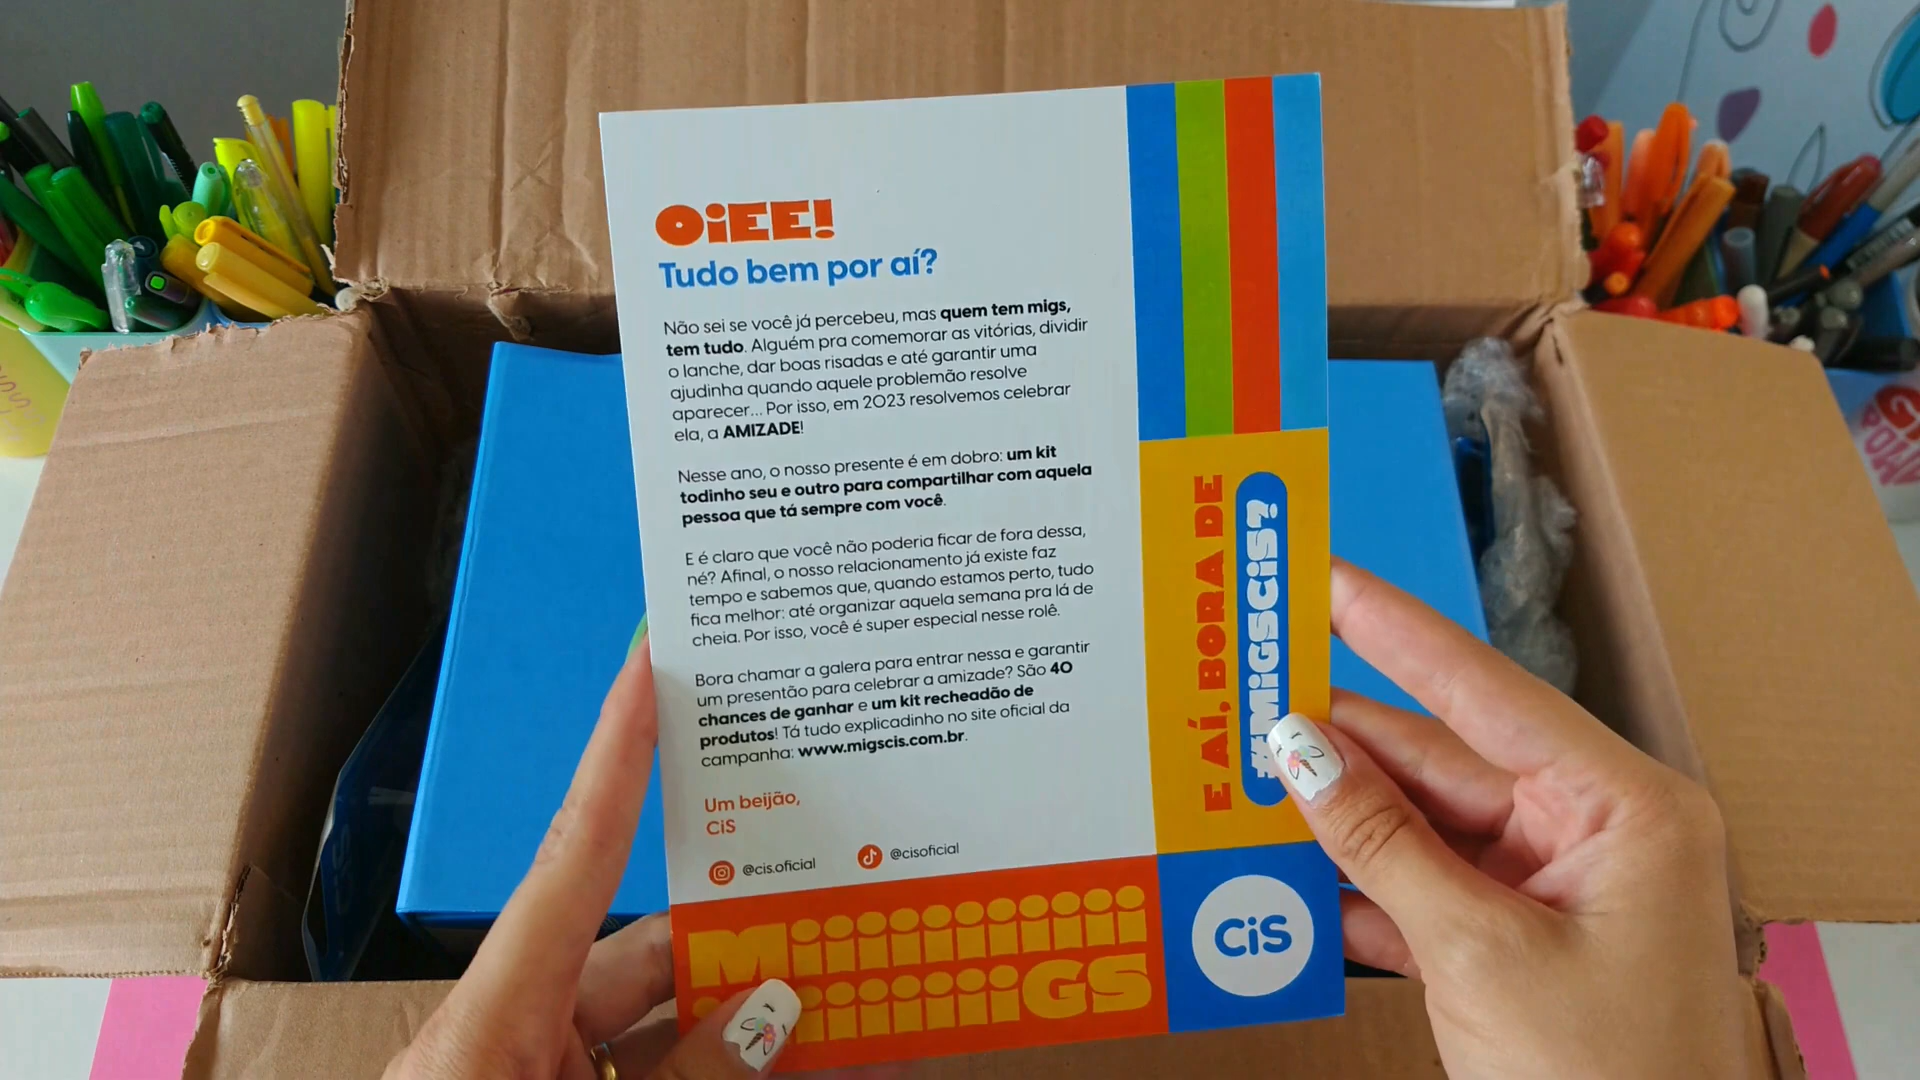 OiEE!
Tudo bem por aí?
Não sei se você já percebeu, mas quem tem migs,
tem tudo. Alguém pra comemorar as vitórias, dividir
o lanche, dar boas risadas e até garantir uma
ajudinha quando aquele problemão resolve
aparecer... Por isso, em 2023 resolvemos celebrar
ela, a AMIZADE!
Nesse ano, o nosso presente é em dobro: um kit
todinho seu e outro para compartilhar com aquela
pessoa que tá sempre com você.
E é claro que você não poderia ficar de fora dessa,
né? Afinal, o nosso relacionamento já existe faz
tempo e sabemos que, quando estamos perto, tudo
fica melhor: até organizar aquela semana pra lá de
cheia. Por isso, você é super especial nesse rolê.
Bora chamar a galera para entrar nessa e garantir
um presentão para celebrar a amizade? São 40
chances de ganhar e um kit recheadão de
produtos! Tá tudo explicadinho no site oficial da
campanha: www.migscis.com.br.
Um beijão,
CiS
@cis.oficial
@cisoficial
E AÍ, BORA DE
#MiGSCiS?
Miiiiiiiiiiii
iiiiiiiiiiGS
CiS